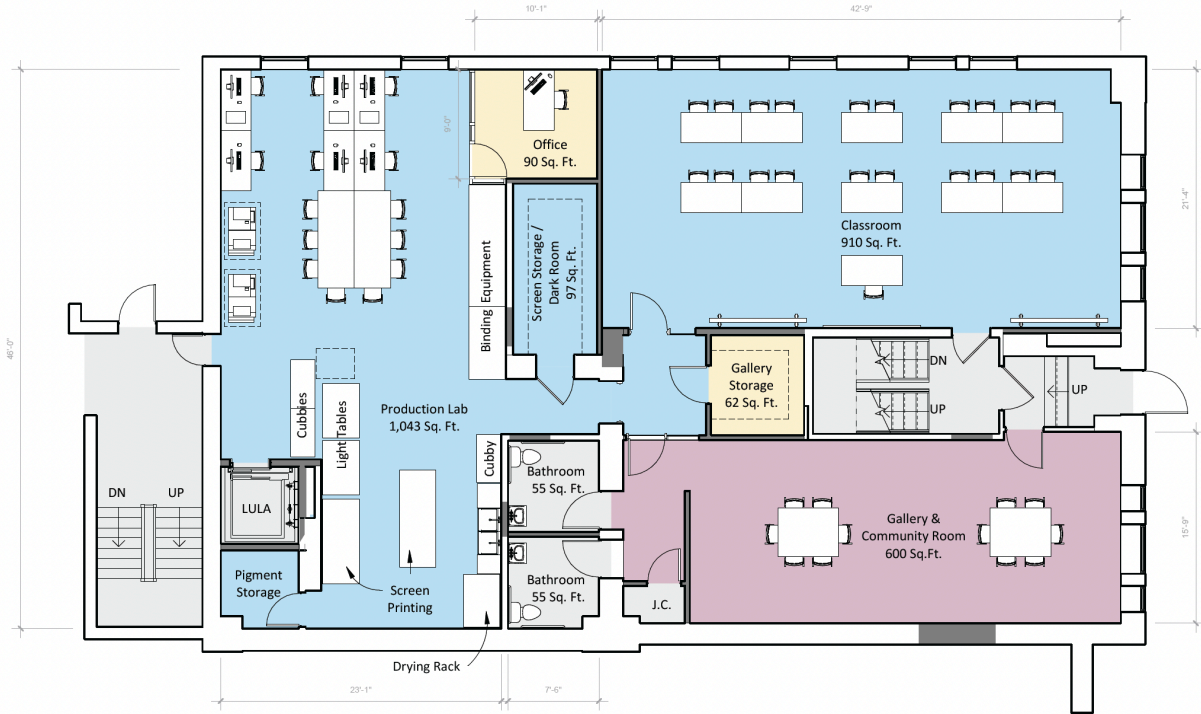 10'-1"
42'-9"
9'-0"
Office
90 Sq. Ft.
Classroom
910 Sq. Ft.
21'-4"
46'-0"
Binding Equipment
Screen Storage /
Dark Room
97 Sq. Ft.
DN
UP
UP
Gallery
Storage
62 Sq. Ft.
Cubbies
Light Tables
Production Lab
1,043 Sq. Ft.
Cubby
Bathroom
55 Sq. Ft.
DN
UP
LULA
Gallery &
Community Room
600 Sq.Ft.
15'-9"
Pigment
Storage
Screen
Printing
Bathroom
55 Sq. Ft.
J.C.
Drying Rack
23'-1"
7'-6"